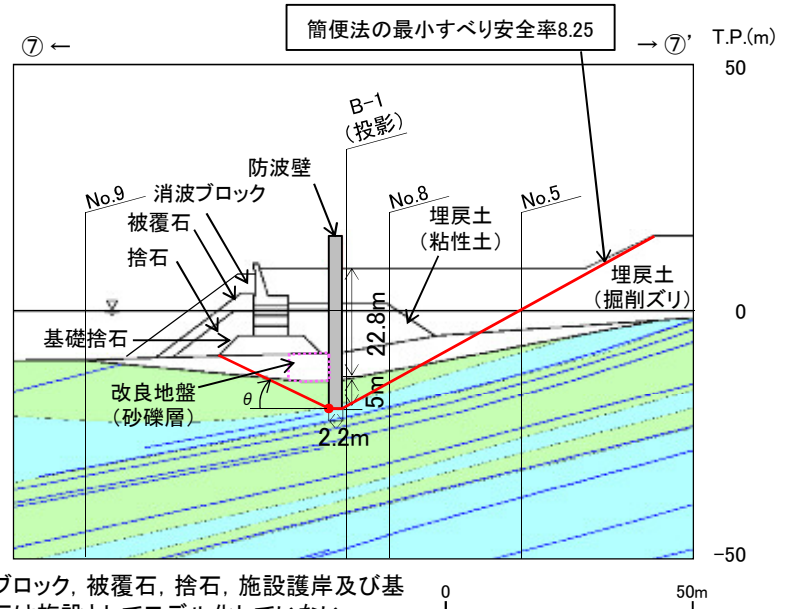 簡便法の最小すべり安全率8.25
⑦ ←
→ ⑦’
T.P.(m)
50
B-1
(投影)
防波壁
No.9
消波ブロック
被覆石
捨石
No.8
埋戻土
(粘性土)
No.5
埋戻土
(掘削ズリ)
0
基礎捨石
22.8m
改良地盤
(砂礫層)
θ
5m
2.2m
-50
ブロック，被覆石，捨石，施設護岸及び基
0
50m